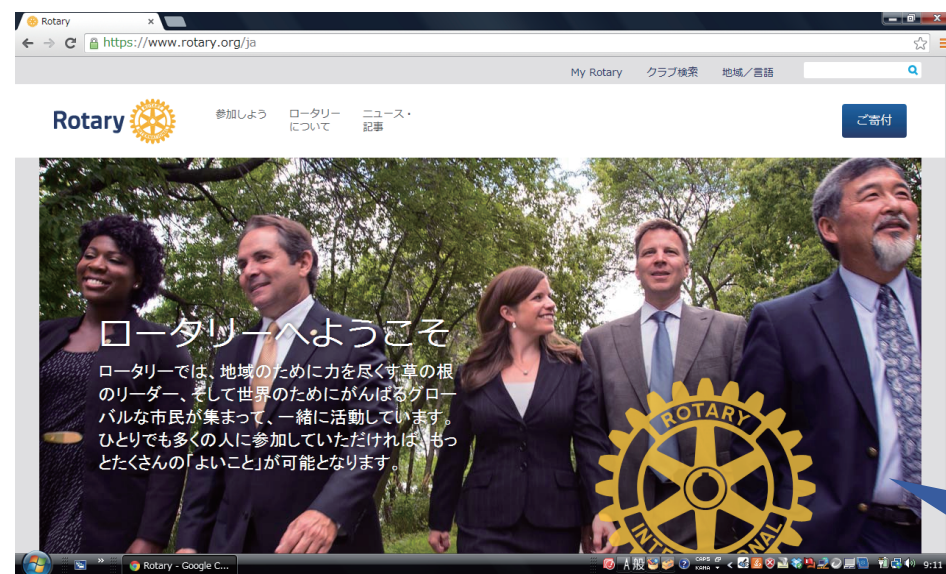 Rotary
https://www.rotary.org/ja
My Rotary クラブ検索 地域／言語
Rotary
参加しよう
ロータリー
について
ニュース・
記事
ご寄付
ロータリーへようこそ
ロータリーでは、地域のために力を尽くす草の根
のリーダー、そして世界のためにがんばるグロー
バルな市民が集まって、一緒に活動しています。
ひとりでも多くの人に参加していただければ、もっ
とたくさんの「よいこと」が可能となります。
ROTARY
INTERNATIONAL
Rotary - Google C...
A 般
CAPS
KANA
9:11